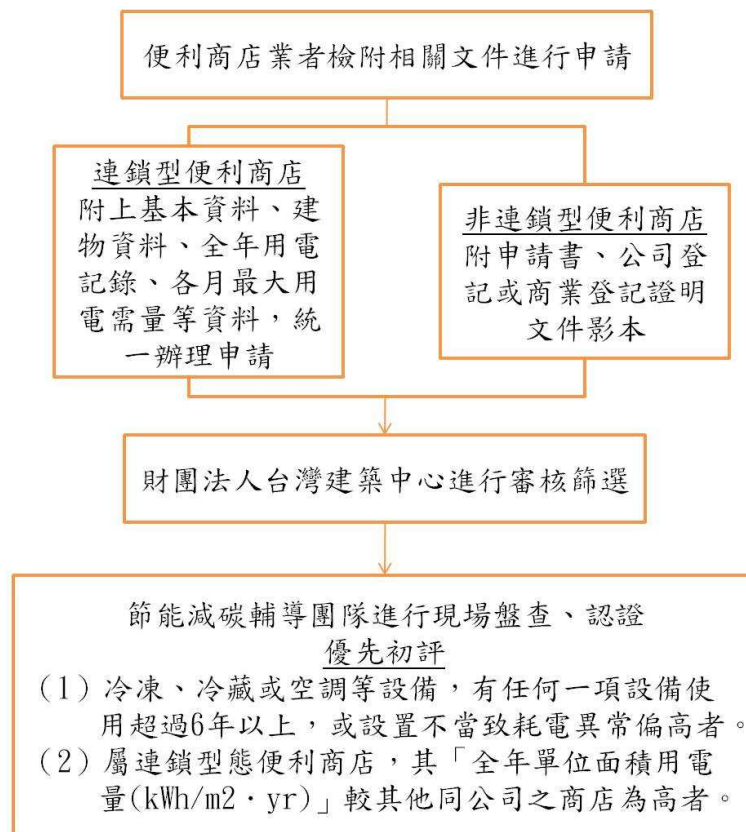 便利商店業者檢附相關文件進行申請
連鎖型便利商店
附上基本資料、建
物資料、全年用電
記錄、各月最大用
電需量等資料，統
一辦理申請
非連鎖型便利商店
附申請書、公司登
記或商業登記證明
文件影本
財團法人台灣建築中心進行審核篩選
節能減碳輔導團隊進行現場盤查、認證
優先初評
(1) 冷凍、冷藏或空調等設備，有任何一項設備使
用超過6年以上，或設置不當致耗電異常偏高者。
(2) 屬連鎖型態便利商店，其「全年單位面積用電
量(kWh/m2．yr)」較其他同公司之商店為高者。